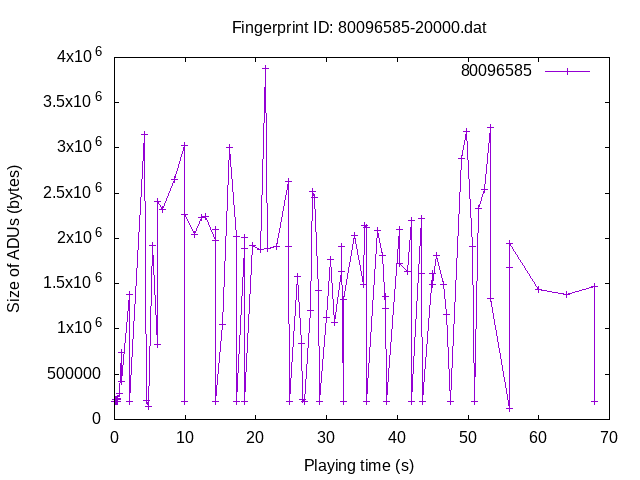 Fingerprint ID: 80096585-20000.dat
4x10^6
80096585
3.5x10^6
3x10^6
2.5x10^6
2x10^6
1.5x10^6
1x10^6
500000
0
Size of ADUs (bytes)
0 10 20 30 40 50 60 70
Playing time (s)